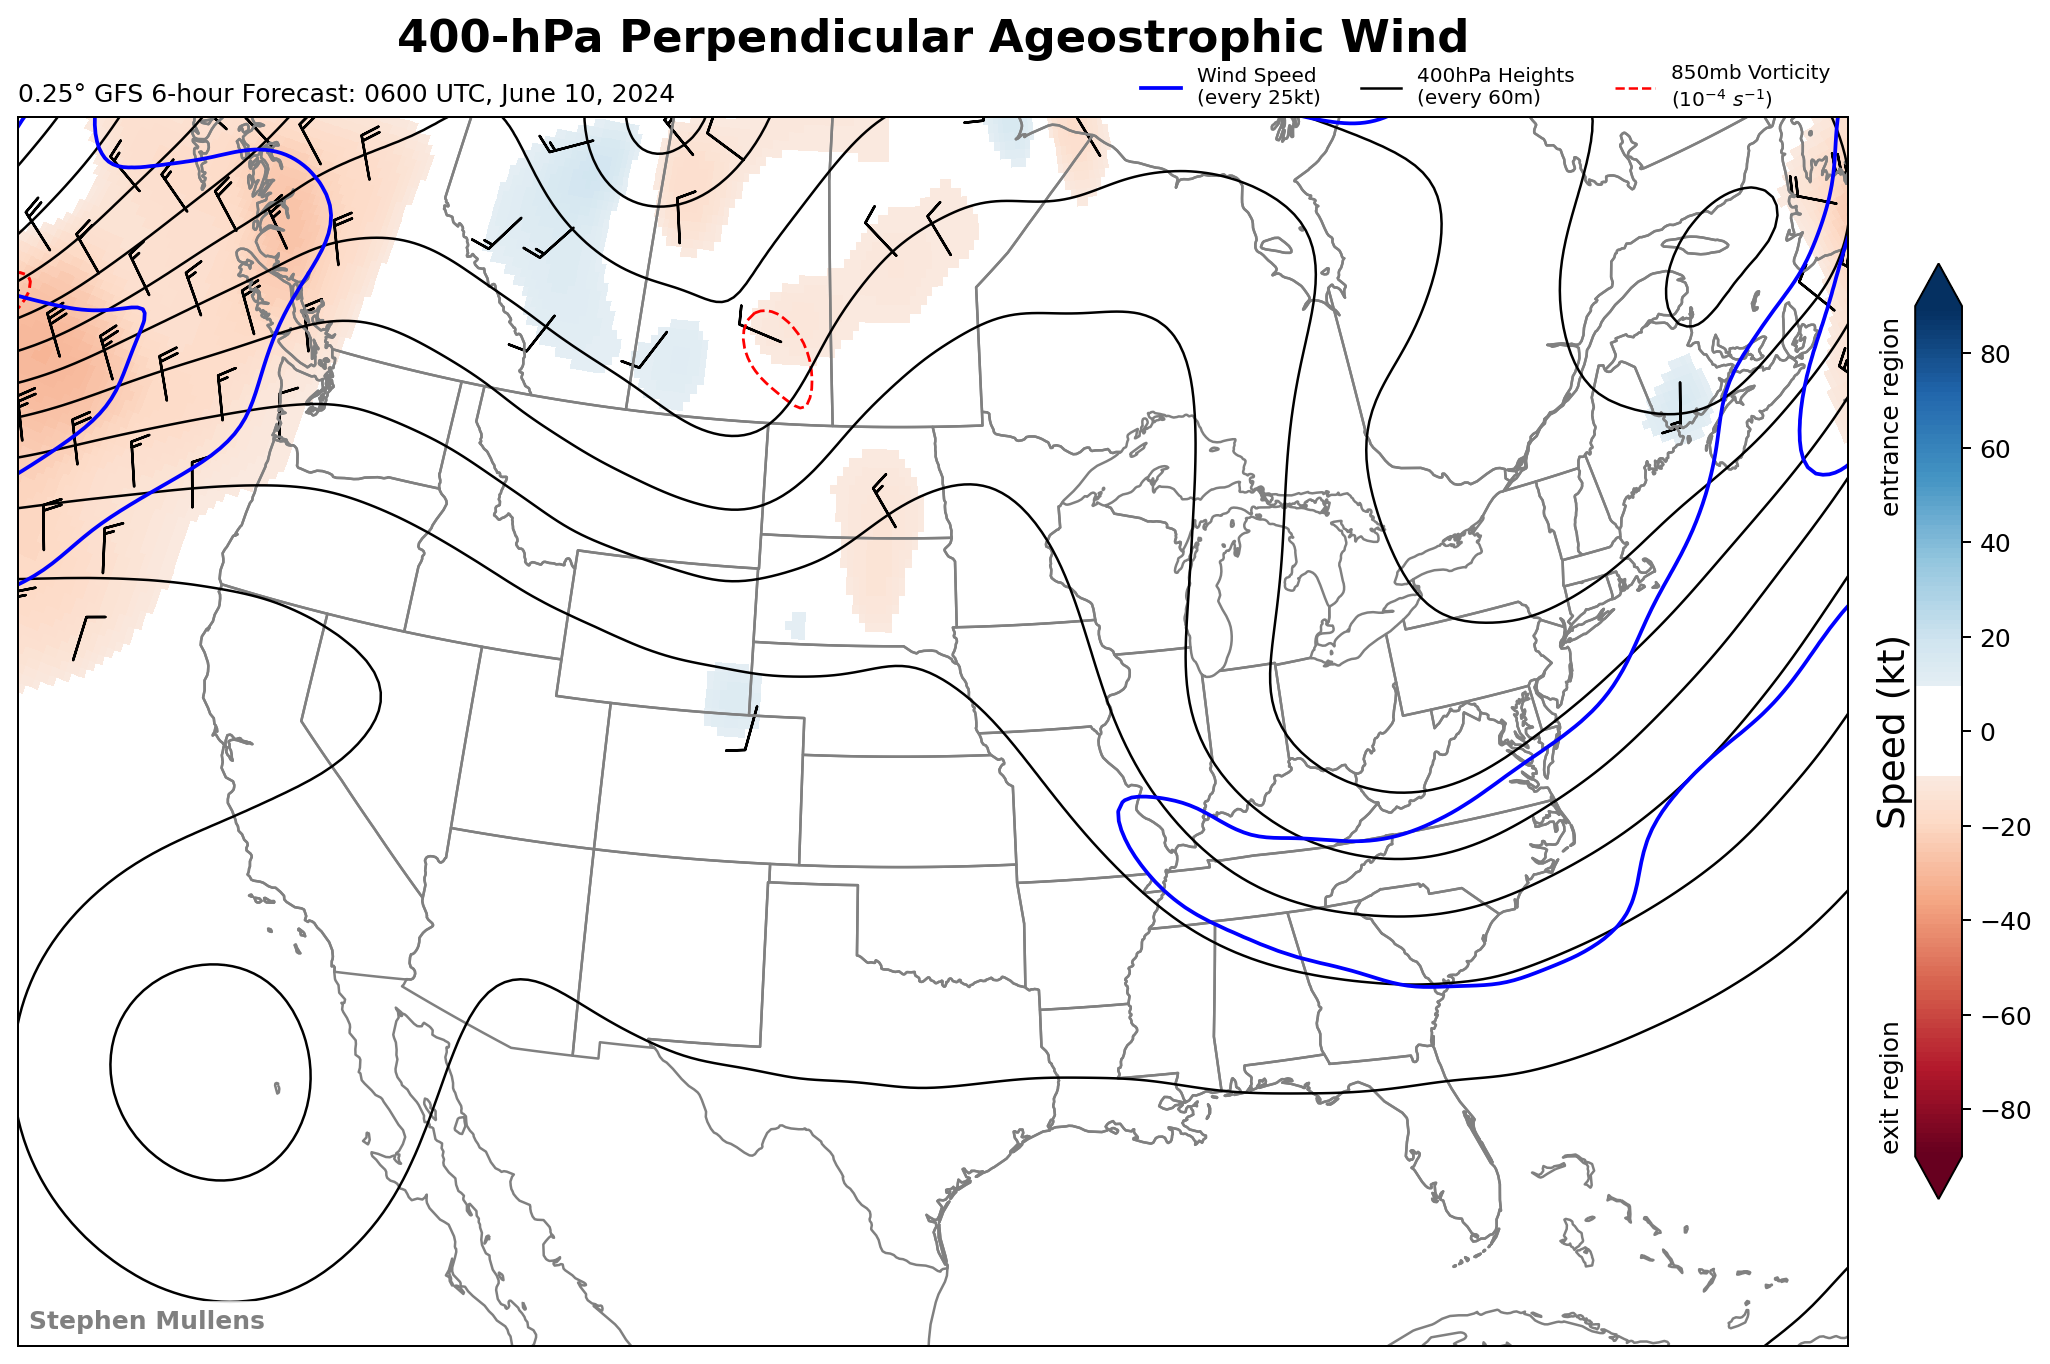 400-hPa Perpendicular Ageostrophic Wind
0.25° GFS 6-hour Forecast: 0600 UTC, June 10, 2024
Wind Speed
(every 25kt)
400hPa Heights
(every 60m)
850mb Vorticity
(10⁻⁴ s⁻¹)
entrance region
Speed (kt)
exit region
80
60
40
20
0
−20
−40
−60
−80
Stephen Mullens